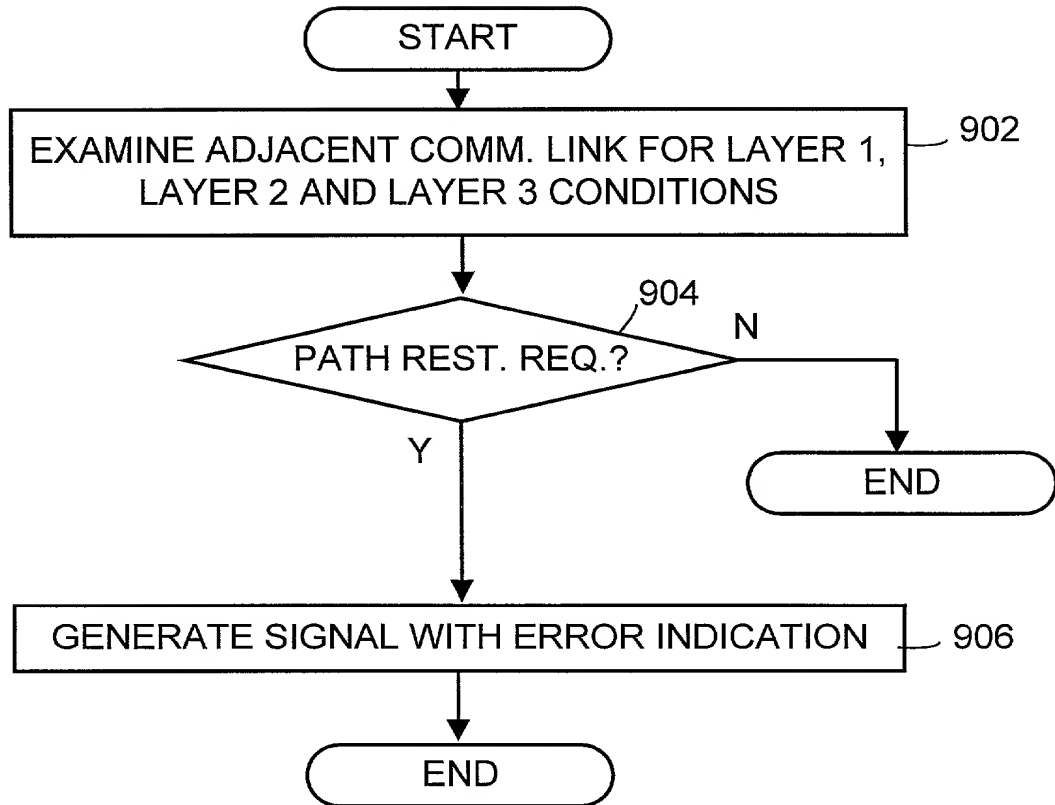 START
EXAMINE ADJACENT COMM. LINK FOR LAYER 1,
LAYER 2 AND LAYER 3 CONDITIONS
902
904
PATH REST. REQ.?
N
Y
END
GENERATE SIGNAL WITH ERROR INDICATION
906
END